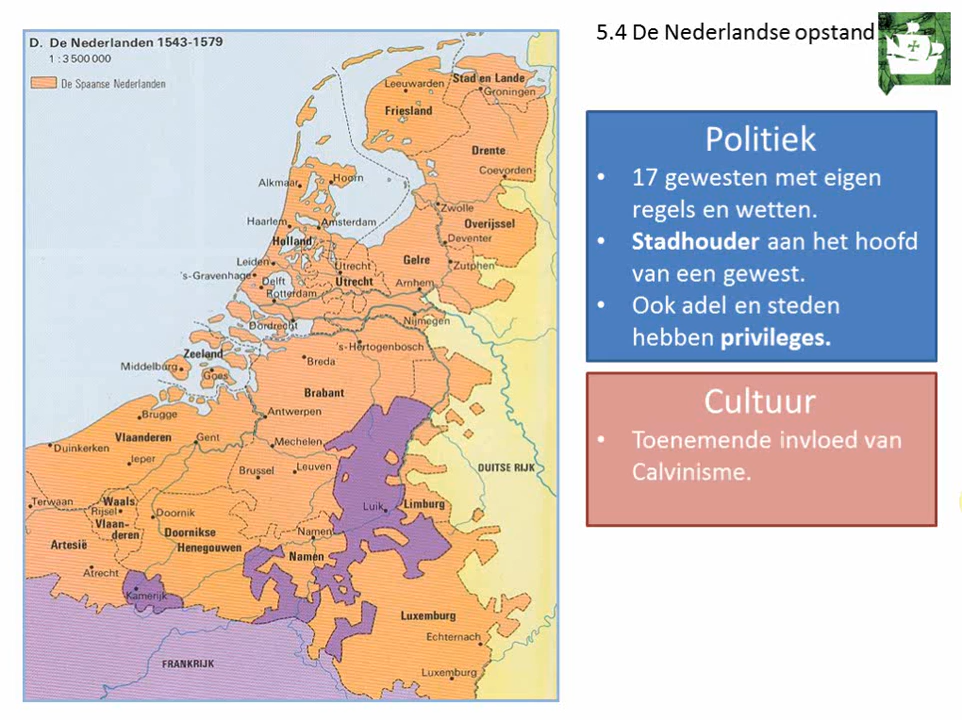 5.4 De Nederlandse opstand
D. De Nederlanden 1543-1579
1 : 3 500 000
De Spaanse Nederlanden
Leeuwarden
Stad en Lande
Groningen
Friesland
Drente
Coevorden
Alkmaar
Hoorn
Zwolle
Haarlem
Amsterdam
Overijssel
Deventer
Holland
Leiden
Utrecht
Gelre
Zutphen
's-Gravenhage
Delft
Utrecht
Arnhem
Rotterdam
Dordrecht
Nijmegen
's-Hertogenbosch
Zeeland
Breda
Middelburg
Goes
Brabant
Brugge
Antwerpen
Vlaanderen
Gent
Mechelen
Duinkerken
Ieper
Brussel
Leuven
DUITSE RIJK
Terwaan
Waals
Rijsel
Vlaan-
deren
Doornik
Luik
Limburg
Doornikse
Namen
Artesië
Henegouwen
Namen
Atrecht
Kamerijk
Luxemburg
Echternach
FRANKRIJK
Luxemburg
Politiek
• 17 gewesten met eigen
regels en wetten.
• Stadhouder aan het hoofd
van een gewest.
• Ook adel en steden
hebben privileges.
Cultuur
• Toenemende invloed van
Calvinisme.